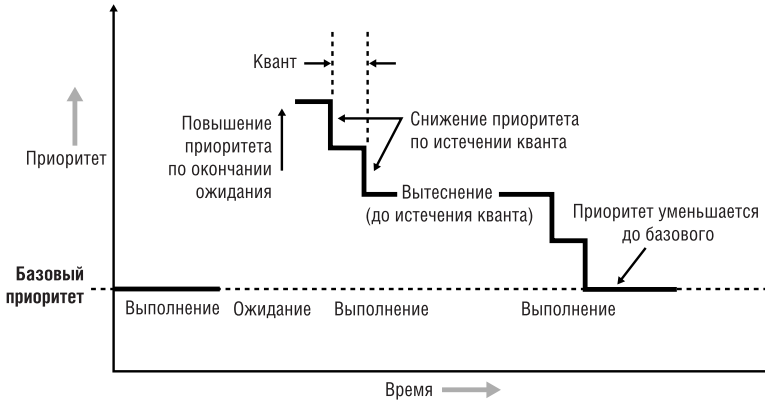 Квант
Повышение
приоритета
по окончании
ожидания
Снижение приоритета
по истечении кванта
Приоритет
Вытеснение
(до истечения кванта)
Приоритет уменьшается
до базового
Базовый
приоритет
Выполнение
Ожидание
Выполнение
Выполнение
Время